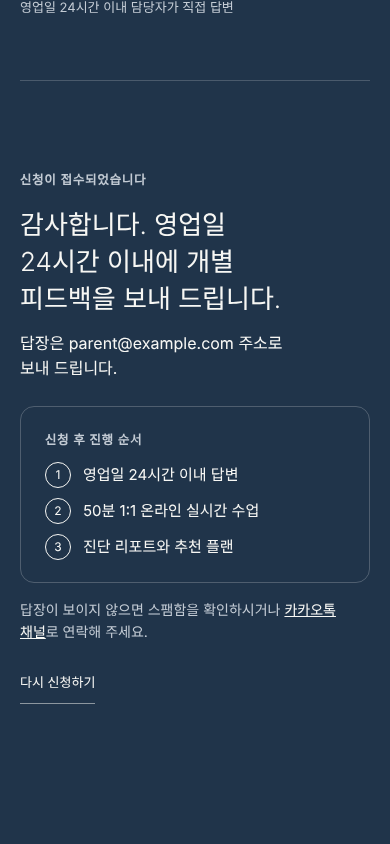 영업일 24시간 이내 담당자가 직접 답변
신청이 접수되었습니다
감사합니다. 영업일
24시간 이내에 개별
피드백을 보내 드립니다.
답장은 parent@example.com 주소로
보내 드립니다.
신청 후 진행 순서
1 영업일 24시간 이내 답변
2 50분 1:1 온라인 실시간 수업
3 진단 리포트와 추천 플랜
답장이 보이지 않으면 스팸함을 확인하시거나 카카오톡
채널로 연락해 주세요.
다시 신청하기